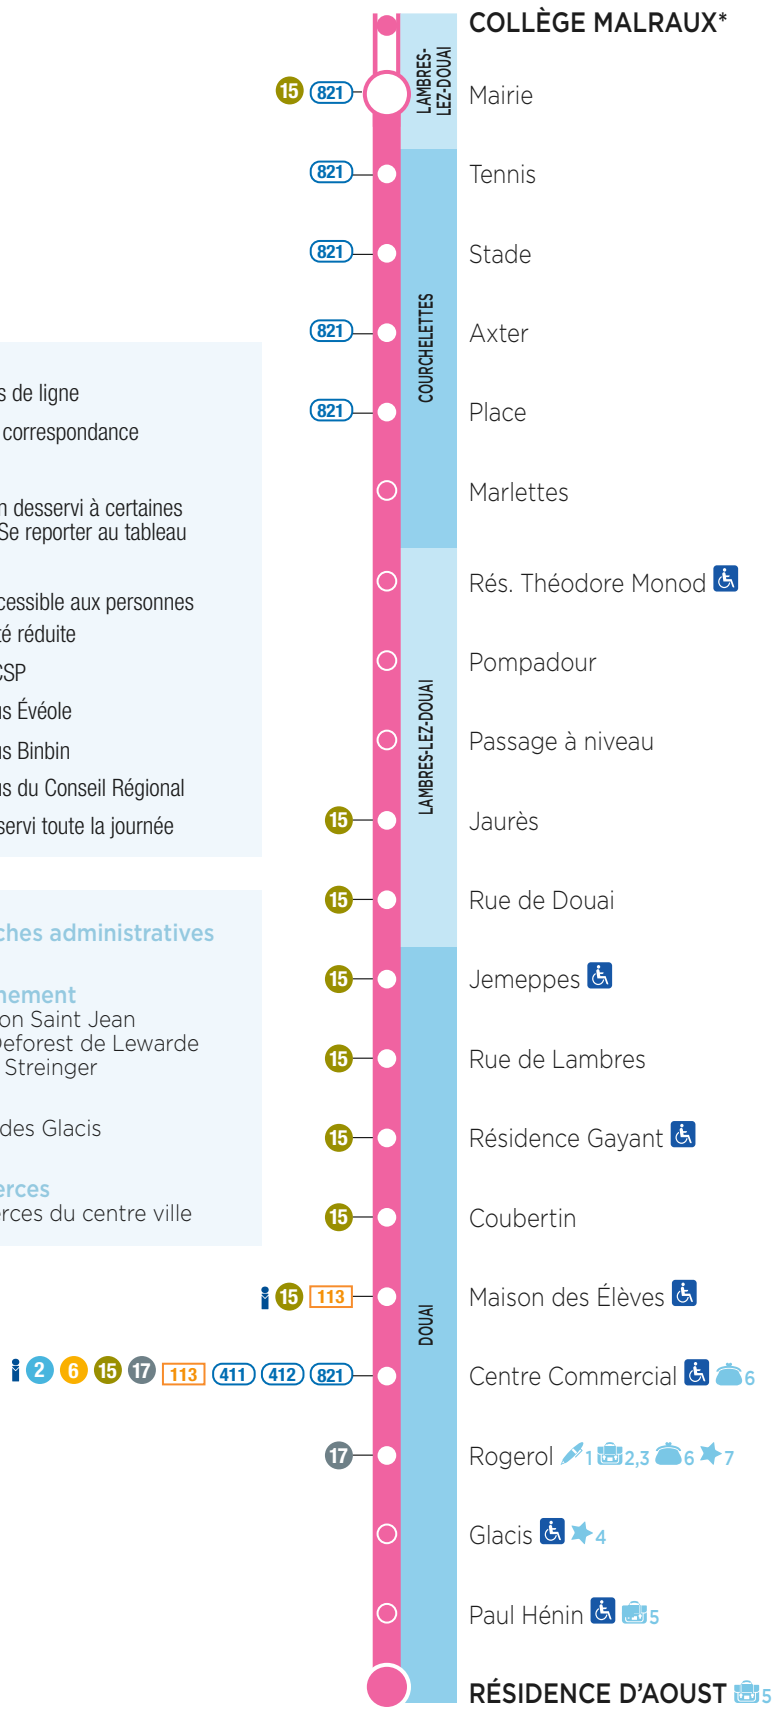 COLLÈGE MALRAUX*
LAMBRES-
LEZ-DOUAI
15 821 Mairie
821 Tennis
821 Stade
COURCHELETTES
821 Axter
821 Place
Marlettes
Rés. Théodore Monod
Pompadour
LAMBRES-LEZ-DOUAI
Passage à niveau
15 Jaurès
15 Rue de Douai
15 Jemeppes
15 Rue de Lambres
15 Résidence Gayant
15 Coubertin
DOUAI
i 15 113 Maison des Élèves
i 2 6 15 17 113 411 412 821 Centre Commercial 6
17 Rogerol 1 2,3 6 7
Glacis 4
Paul Hénin 5
RÉSIDENCE D'AOUST 5
s de ligne
correspondance
n desservi à certaines
Se reporter au tableau
cessible aux personnes
té réduite
CSP
us Évéole
us Binbin
us du Conseil Régional
servi toute la journée
ches administratives
nement
on Saint Jean
Deforest de Lewarde
Streinger
des Glacis
erces
erces du centre ville